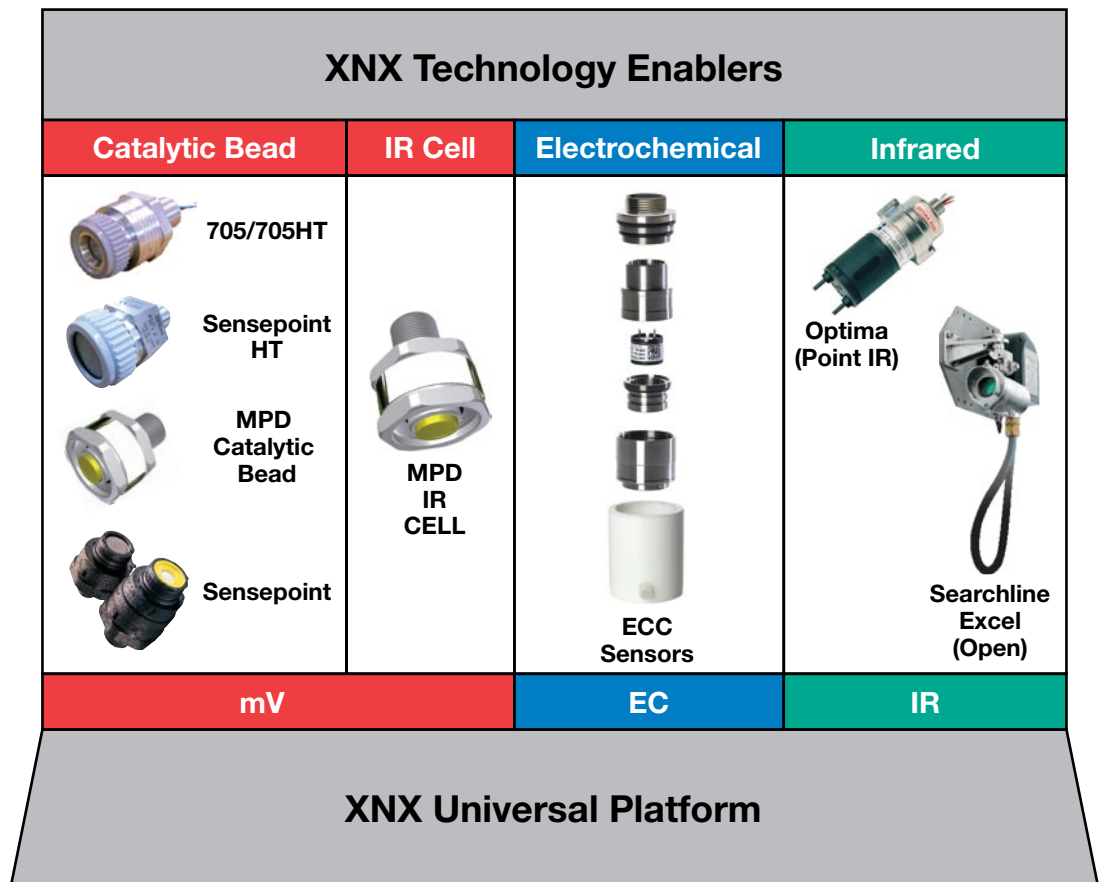 XNX Technology Enablers
Catalytic Bead
IR Cell
Electrochemical
Infrared
705/705HT
Sensepoint
HT
MPD
Catalytic
Bead
Sensepoint
MPD
IR
CELL
ECC
Sensors
Optima
(Point IR)
Searchline
Excel
(Open)
mV
EC
IR
XNX Universal Platform